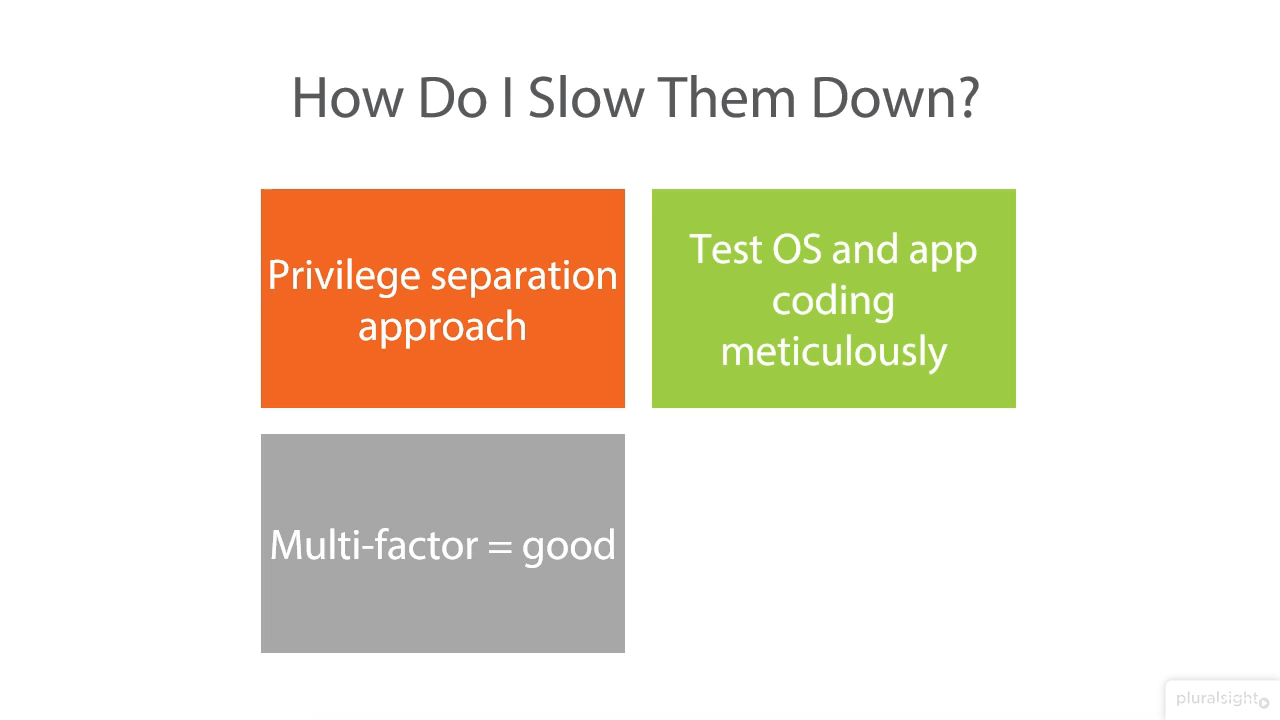 How Do I Slow Them Down?
Privilege separation
approach
Test OS and app
coding
meticulously
Multi-factor = good
pluralsight